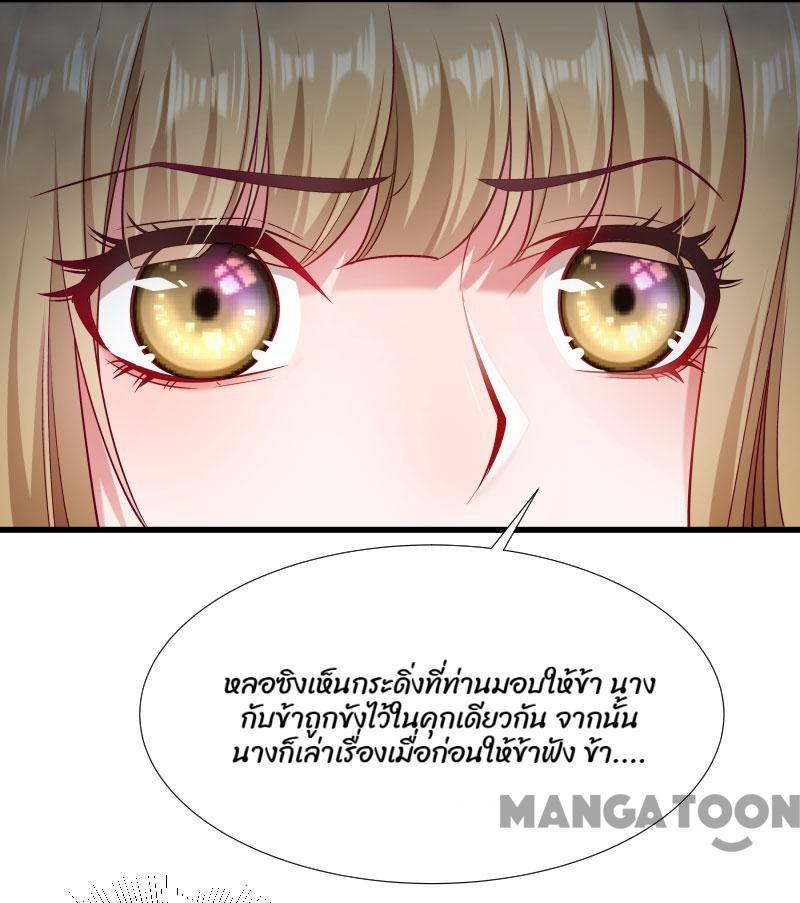 หลอซิงเห็นกระดิ่งที่ท่านมอบให้ข้า นาง
กับข้าถูกขังไว้ในคุกเดียวกัน จากนั้น
นางก็เล่าเรื่องเมื่อก่อนให้ข้าฟัง ข้า....
MANGATOON